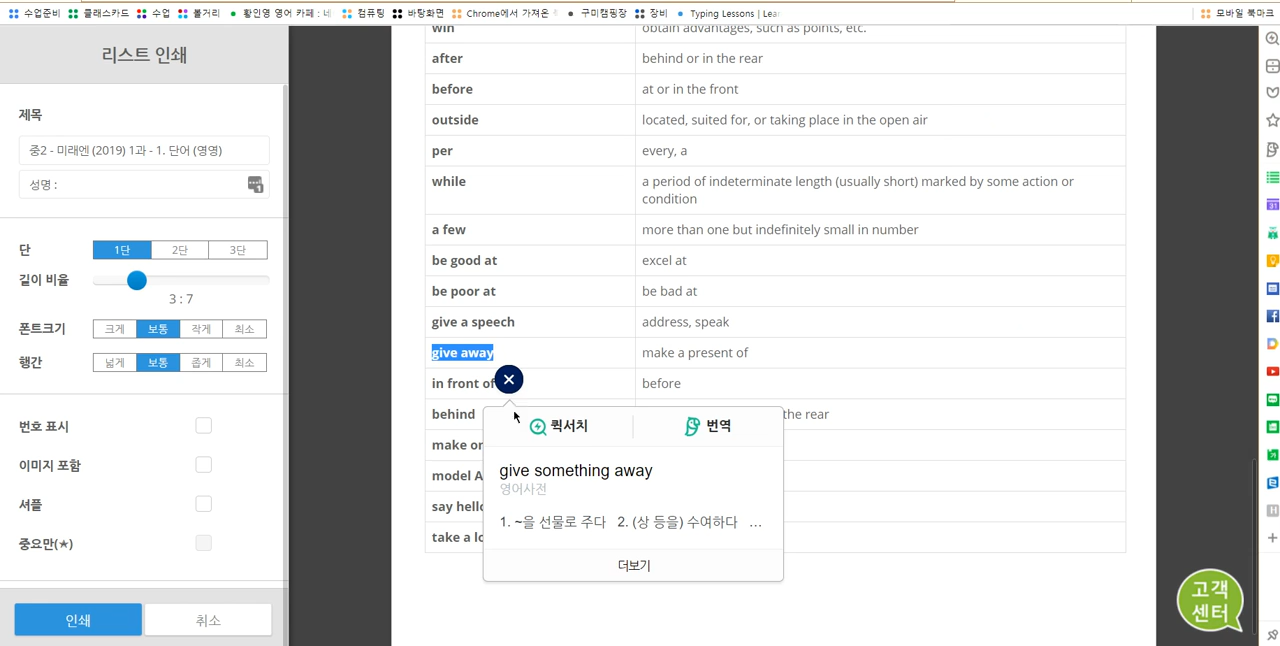 수업준비 클래스카드 수업 볼거리 황인영 영어 카페 : 네 컴퓨팅 바탕화면 Chrome에서 가져온 구미캠핑장 장비 Typing Lessons | Lear 모바일 북마크
리스트 인쇄
제목
중2 - 미래엔 (2019) 1과 - 1. 단어 (영영)
성명 :
단 1단 2단 3단
길이 비율
3 : 7
폰트크기 크게 보통 작게 최소
행간 넓게 보통 좁게 최소
번호 표시
이미지 포함
셔플
중요만(★)
인쇄 취소
win obtain advantages, such as points, etc.
after behind or in the rear
before at or in the front
outside located, suited for, or taking place in the open air
per every, a
while a period of indeterminate length (usually short) marked by some action or
condition
a few more than one but indefinitely small in number
be good at excel at
be poor at be bad at
give a speech address, speak
give away make a present of
in front of before
behind the rear
make or
model A
say hello
take a lo
퀵서치 번역
give something away
영어사전
1. ~을 선물로 주다 2. (상 등을) 수여하다 ...
더보기
고객
센터